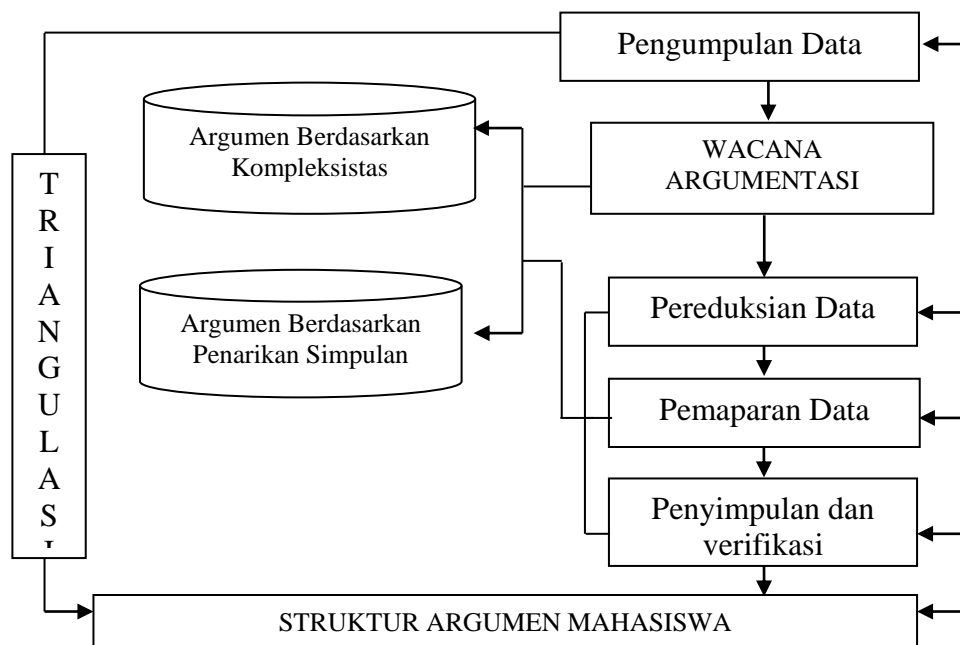 Pengumpulan Data
Argumen Berdasarkan
Kompleksistas
WACANA
ARGUMENTASI
T
R
I
A
N
G
U
L
A
S
I
Pereduksian Data
Argumen Berdasarkan
Penarikan Simpulan
Pemaparan Data
Penyimpulan dan
verifikasi
STRUKTUR ARGUMEN MAHASISWA